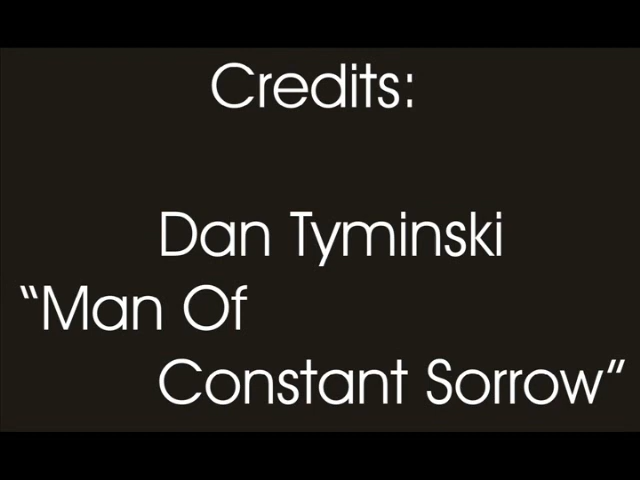 Credits:
Dan Tyminski
“Man Of
Constant Sorrow“